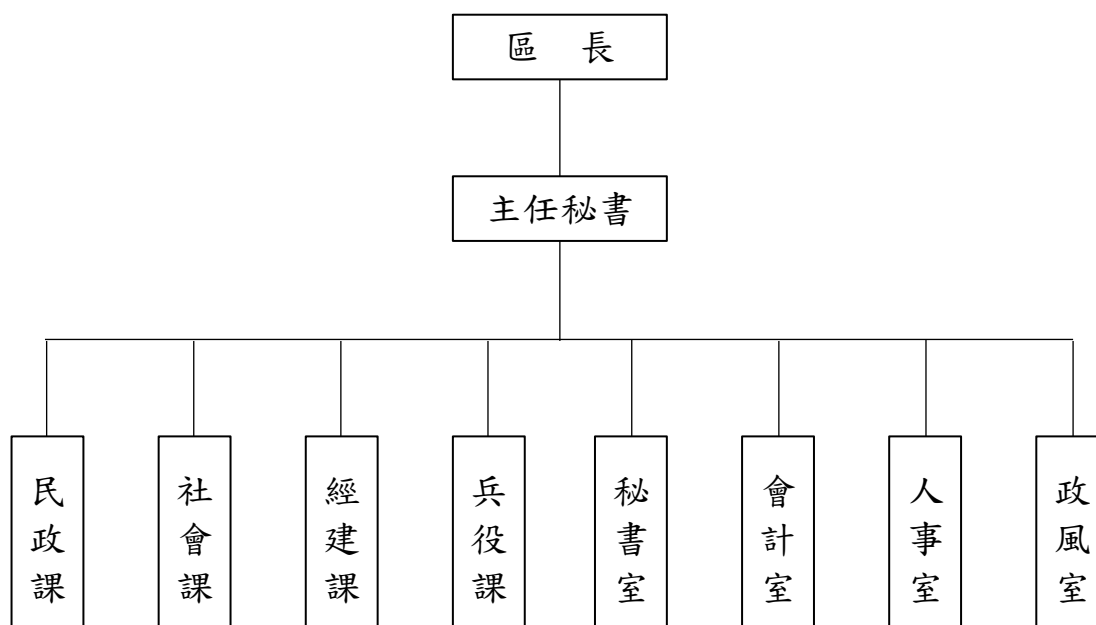 區 長
主任秘書
民政課
社會課
經建課
兵役課
秘書室
會計室
人事室
政風室